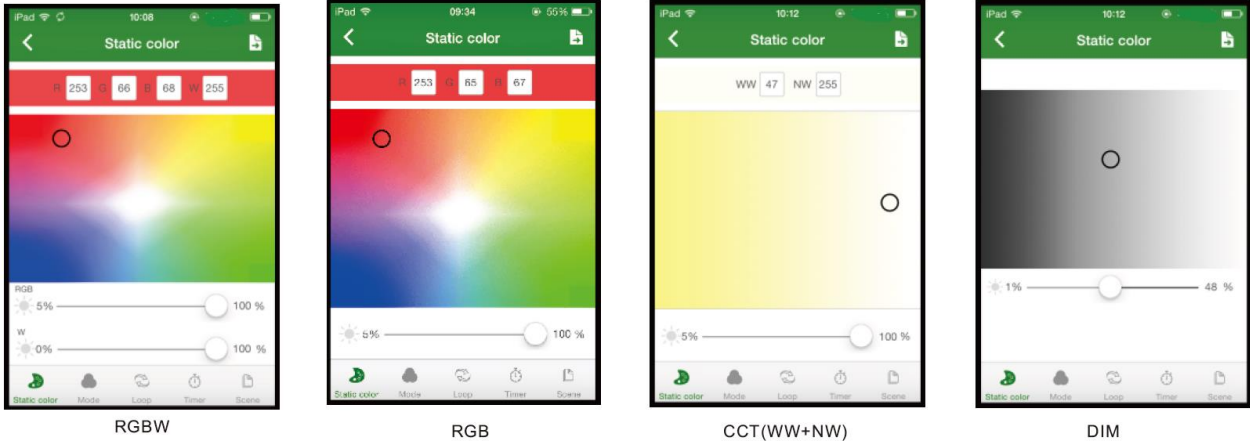 iPad 10:08
Static color
R 253 G 66 B 68 W 255
RGB
5% 100 %
W
0% 100 %
Static color Mode Loop Timer Scene
RGBW
iPad 09:34 55%
Static color
R 253 G 65 B 67
5% 100 %
Static color Mode Loop Timer Scene
RGB
iPad 10:12
Static color
WW 47 NW 255
5% 100 %
Static color Mode Loop Timer Scene
CCT(WW+NW)
iPad 10:12
Static color
1% 48 %
Static color Mode Loop Timer Scene
DIM